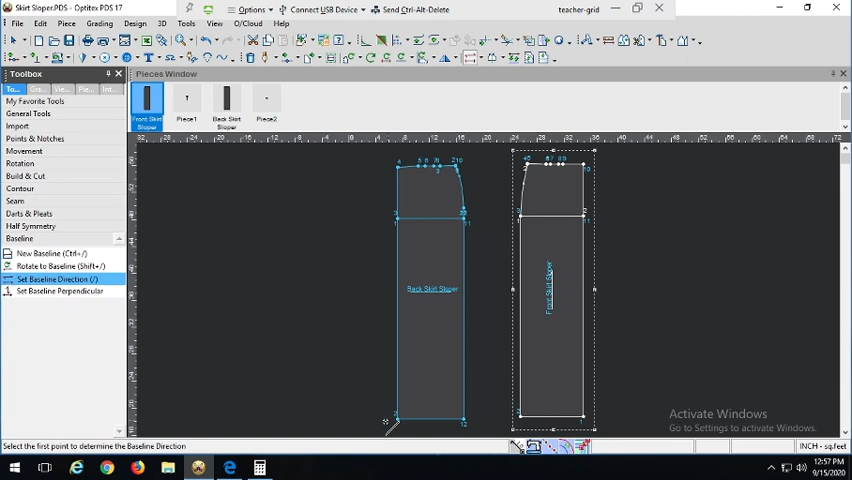 Skirt Sloper.PDS - Optitex PDS 17
Options
Connect USB Device
Send Ctrl-Alt-Delete
teacher-grid
File Edit Piece Grading Design 3D Tools View O/Cloud Help
Toolbox
Pieces Window
To... Gra... Vie... Pie... Int...
My Favorite Tools
General Tools
Import
Points & Notches
Movement
Rotation
Build & Cut
Contour
Seam
Darts & Pleats
Half Symmetry
Baseline
New Baseline (Ctrl+/)
Rotate to Baseline (Shift+/)
Set Baseline Direction (/)
Set Baseline Perpendicular
Front Skirt Sloper
Piece1
Back Skirt Sloper
Piece2
Back Skirt Sloper
Front Skirt Sloper
Activate Windows
Go to Settings to activate Windows.
Select the first point to determine the Baseline Direction
INCH - sq.feet
12:57 PM
9/15/2020